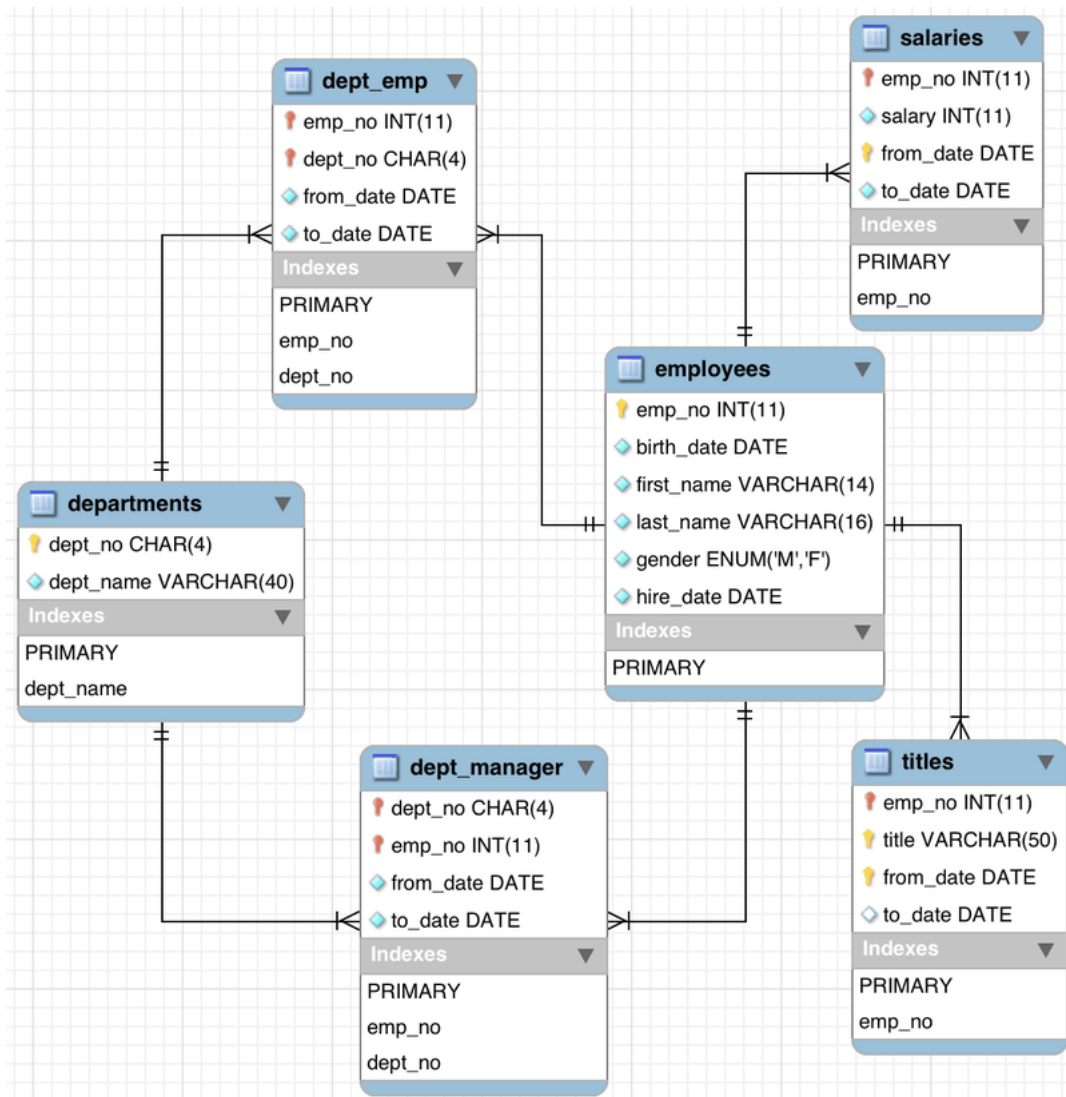 salaries
emp_no INT(11)
salary INT(11)
from_date DATE
to_date DATE
Indexes
PRIMARY
emp_no
dept_emp
emp_no INT(11)
dept_no CHAR(4)
from_date DATE
to_date DATE
Indexes
PRIMARY
emp_no
dept_no
employees
emp_no INT(11)
birth_date DATE
first_name VARCHAR(14)
last_name VARCHAR(16)
gender ENUM('M','F')
hire_date DATE
Indexes
PRIMARY
departments
dept_no CHAR(4)
dept_name VARCHAR(40)
Indexes
PRIMARY
dept_name
dept_manager
dept_no CHAR(4)
emp_no INT(11)
from_date DATE
to_date DATE
Indexes
PRIMARY
emp_no
dept_no
titles
emp_no INT(11)
title VARCHAR(50)
from_date DATE
to_date DATE
Indexes
PRIMARY
emp_no